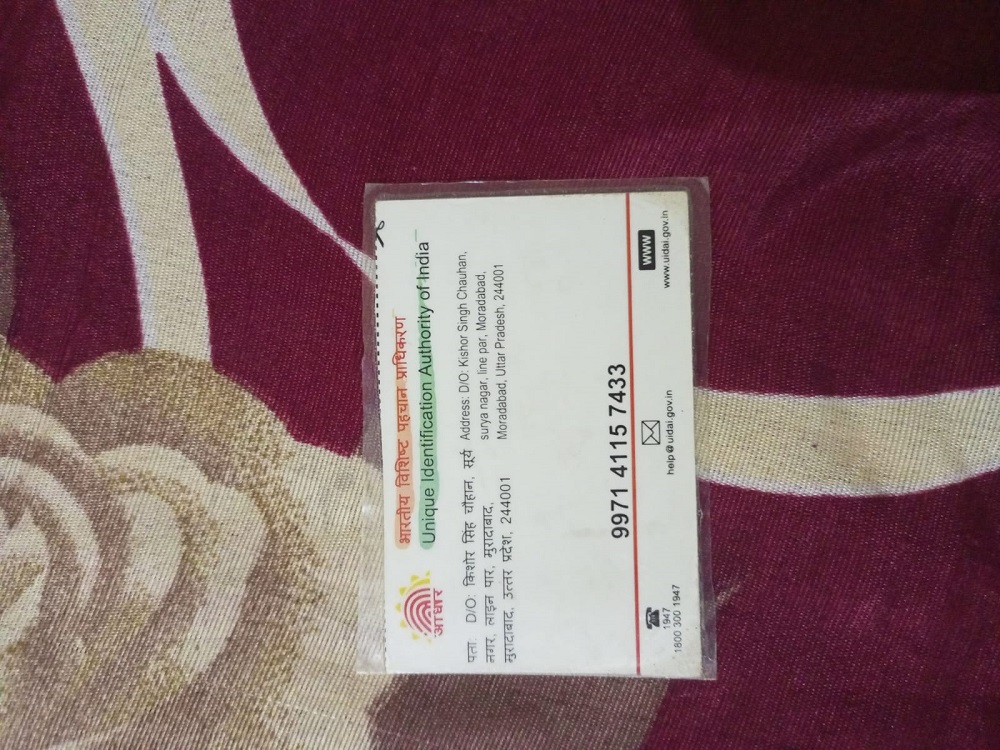 आधार
भारतीय विशिष्ट पहचान प्राधिकरण
Unique Identification Authority of India
पता: D/O: किशोर सिंह चौहान, सूर्य
नगर, लाइन पार, मुरादाबाद,
मुरादाबाद, उत्तर प्रदेश, 244001
Address: D/O: Kishor Singh Chauhan,
surya nagar, line par, Moradabad,
Moradabad, Uttar Pradesh, 244001
9971 4115 7433
1947
1800 300 1947
help@uidai.gov.in
WWW
www.uidai.gov.in